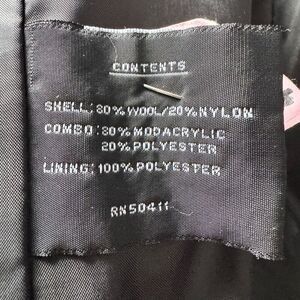 CONTENTS
SHELL: 80% WOOL/20% NYLON
COMBO: 80% MODACRYLIC
20% POLYESTER
LINING: 100% POLYESTER
RN50411